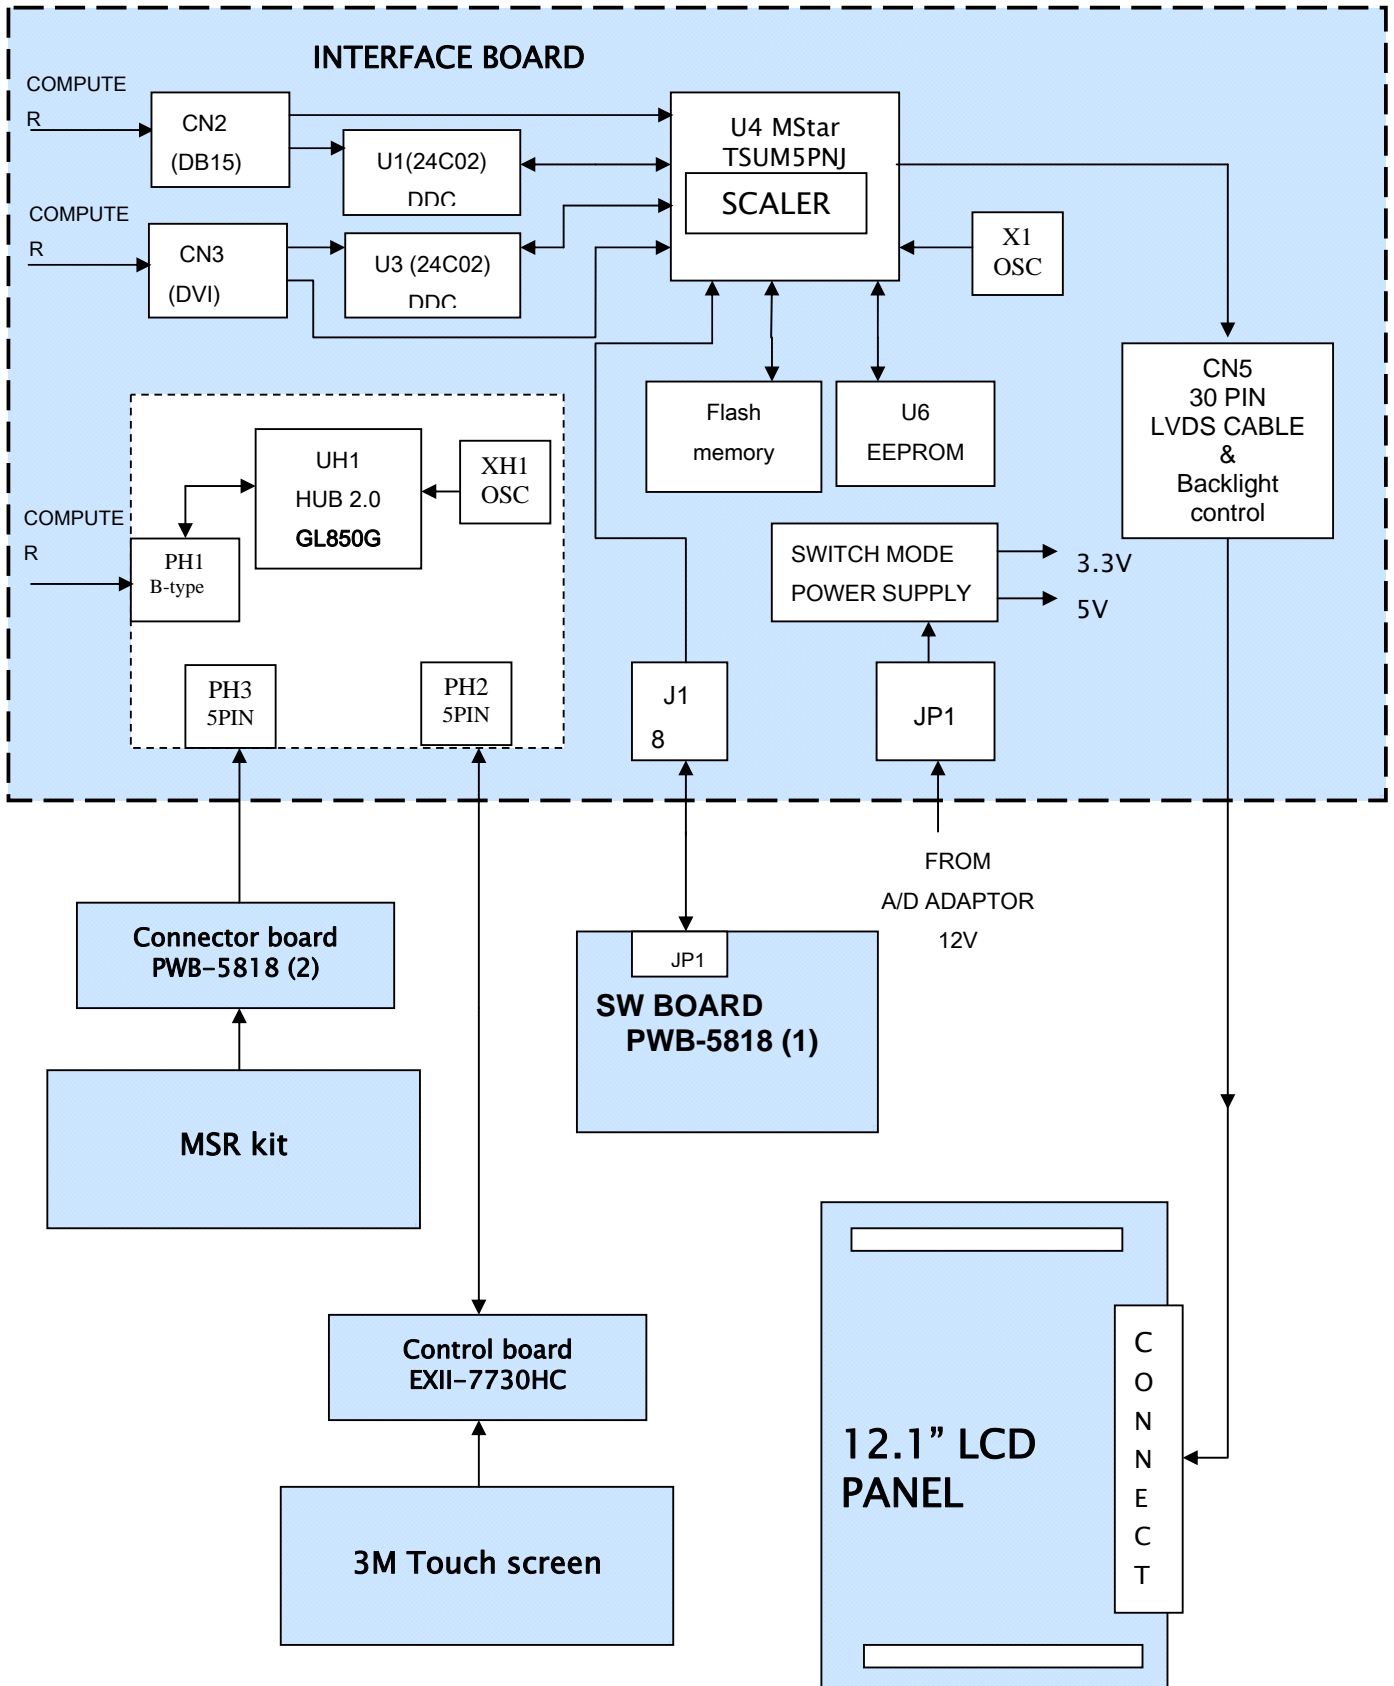 INTERFACE BOARD
COMPUTE
R
CN2
(DB15)
U1(24C02)
DDC
U4 MStar
TSUM5PNJ
SCALER
COMPUTE
R
CN3
(DVI)
U3 (24C02)
DDC
X1
OSC
CN5
30 PIN
LVDS CABLE
&
Backlight
control
Flash
memory
U6
EEPROM
UH1
HUB 2.0
GL850G
XH1
OSC
COMPUTE
R
PH1
B-type
SWITCH MODE
POWER SUPPLY
3.3V
5V
PH3
5PIN
PH2
5PIN
J1
8
JP1
FROM
A/D ADAPTOR
12V
Connector board
PWB-5818 (2)
JP1
SW BOARD
PWB-5818 (1)
MSR kit
Control board
EXII-7730HC
12.1” LCD
PANEL
C
O
N
N
E
C
T
3M Touch screen